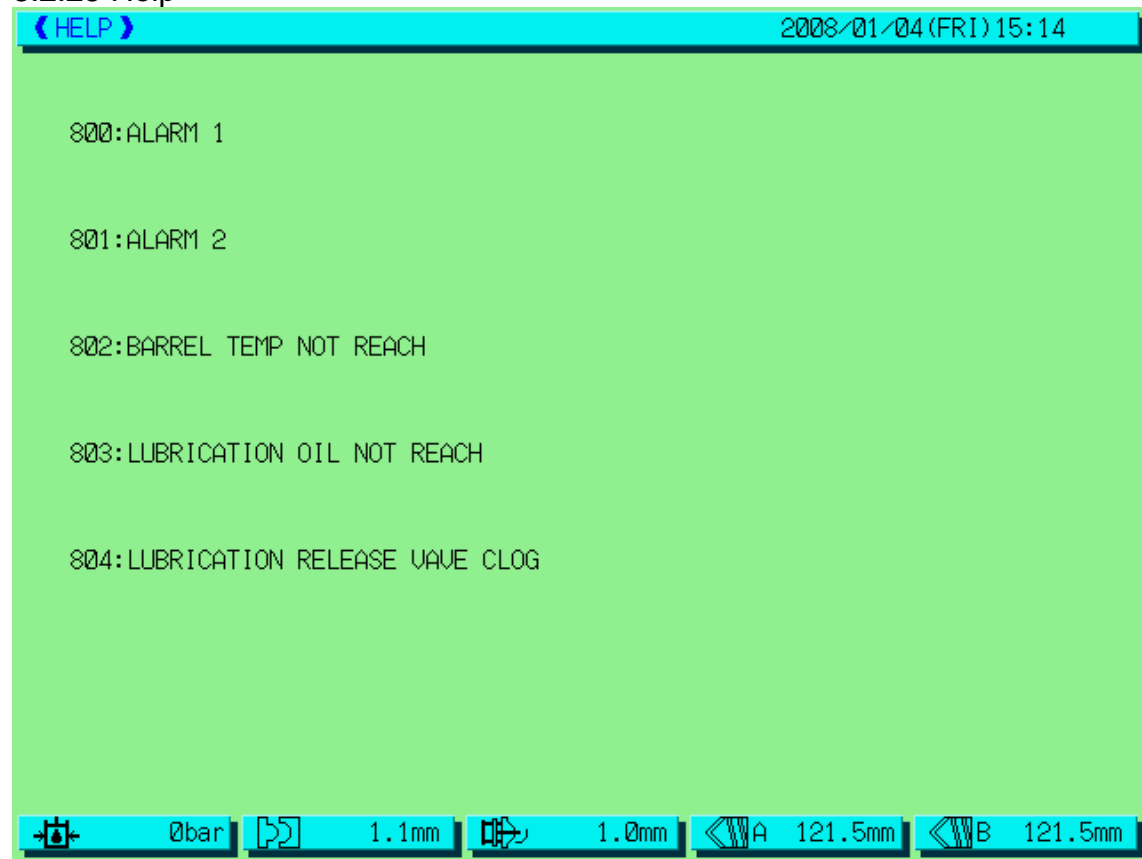 ❪HELP❫ 2008/01/04(FRI)15:14
800:ALARM 1
801:ALARM 2
802:BARREL TEMP NOT REACH
803:LUBRICATION OIL NOT REACH
804:LUBRICATION RELEASE VAVE CLOG
0bar 1.1mm 1.0mm A 121.5mm B 121.5mm